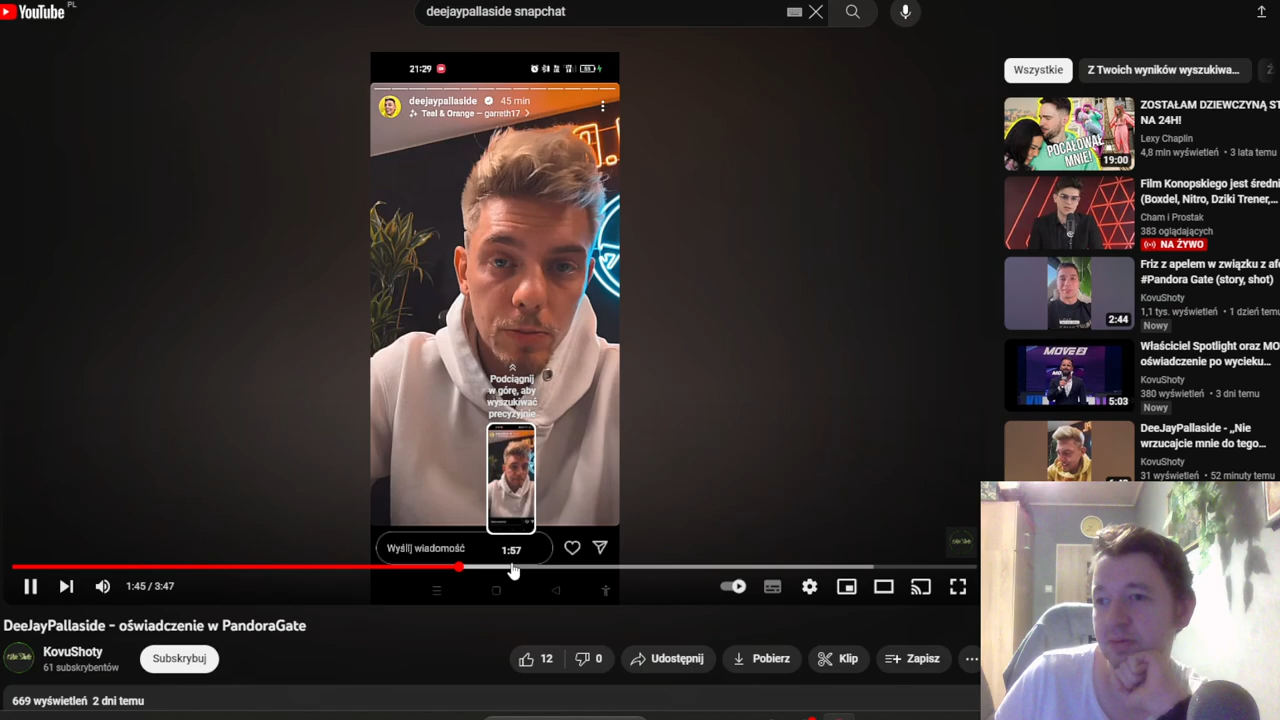 YouTube PL
deejaypallaside snapchat
21:29
deejaypallaside 45 min
Teal & Orange — garreth17 >
Podciągnij
w górę, aby
wyszukiwać
precyzyjnie
Wyślij wiadomość
1:57
1:45 / 3:47
DeeJayPallaside - oświadczenie w PandoraGate
KovuShoty
61 subskrybentów
Subskrybuj
12
0
Udostępnij
Pobierz
Klip
Zapisz
669 wyświetleń 2 dni temu
Wszystkie
Z Twoich wyników wyszukiwa...
POCAŁOWAŁ
MNIE!
19:00
ZOSTAŁAM DZIEWCZYNĄ
NA 24H!
Lexy Chaplin
4,8 mln wyświetleń • 3 lata temu
Film Konopskiego jest średni
(Boxdel, Nitro, Dziki Trener,...
Cham i Prostak
383 oglądających
NA ŻYWO
2:44
Friz z apelem w związku z
#Pandora Gate (story, shot)
KovuShoty
1,1 tys. wyświetleń • 1 dzień temu
Nowy
MOVE
5:03
Właściciel Spotlight oraz
oświadczenie po wycieku...
KovuShoty
380 wyświetleń • 3 dni temu
Nowy
DeeJayPallaside - „Nie
wrzucajcie mnie do tego...
KovuShoty
31 wyświetleń • 52 minuty temu